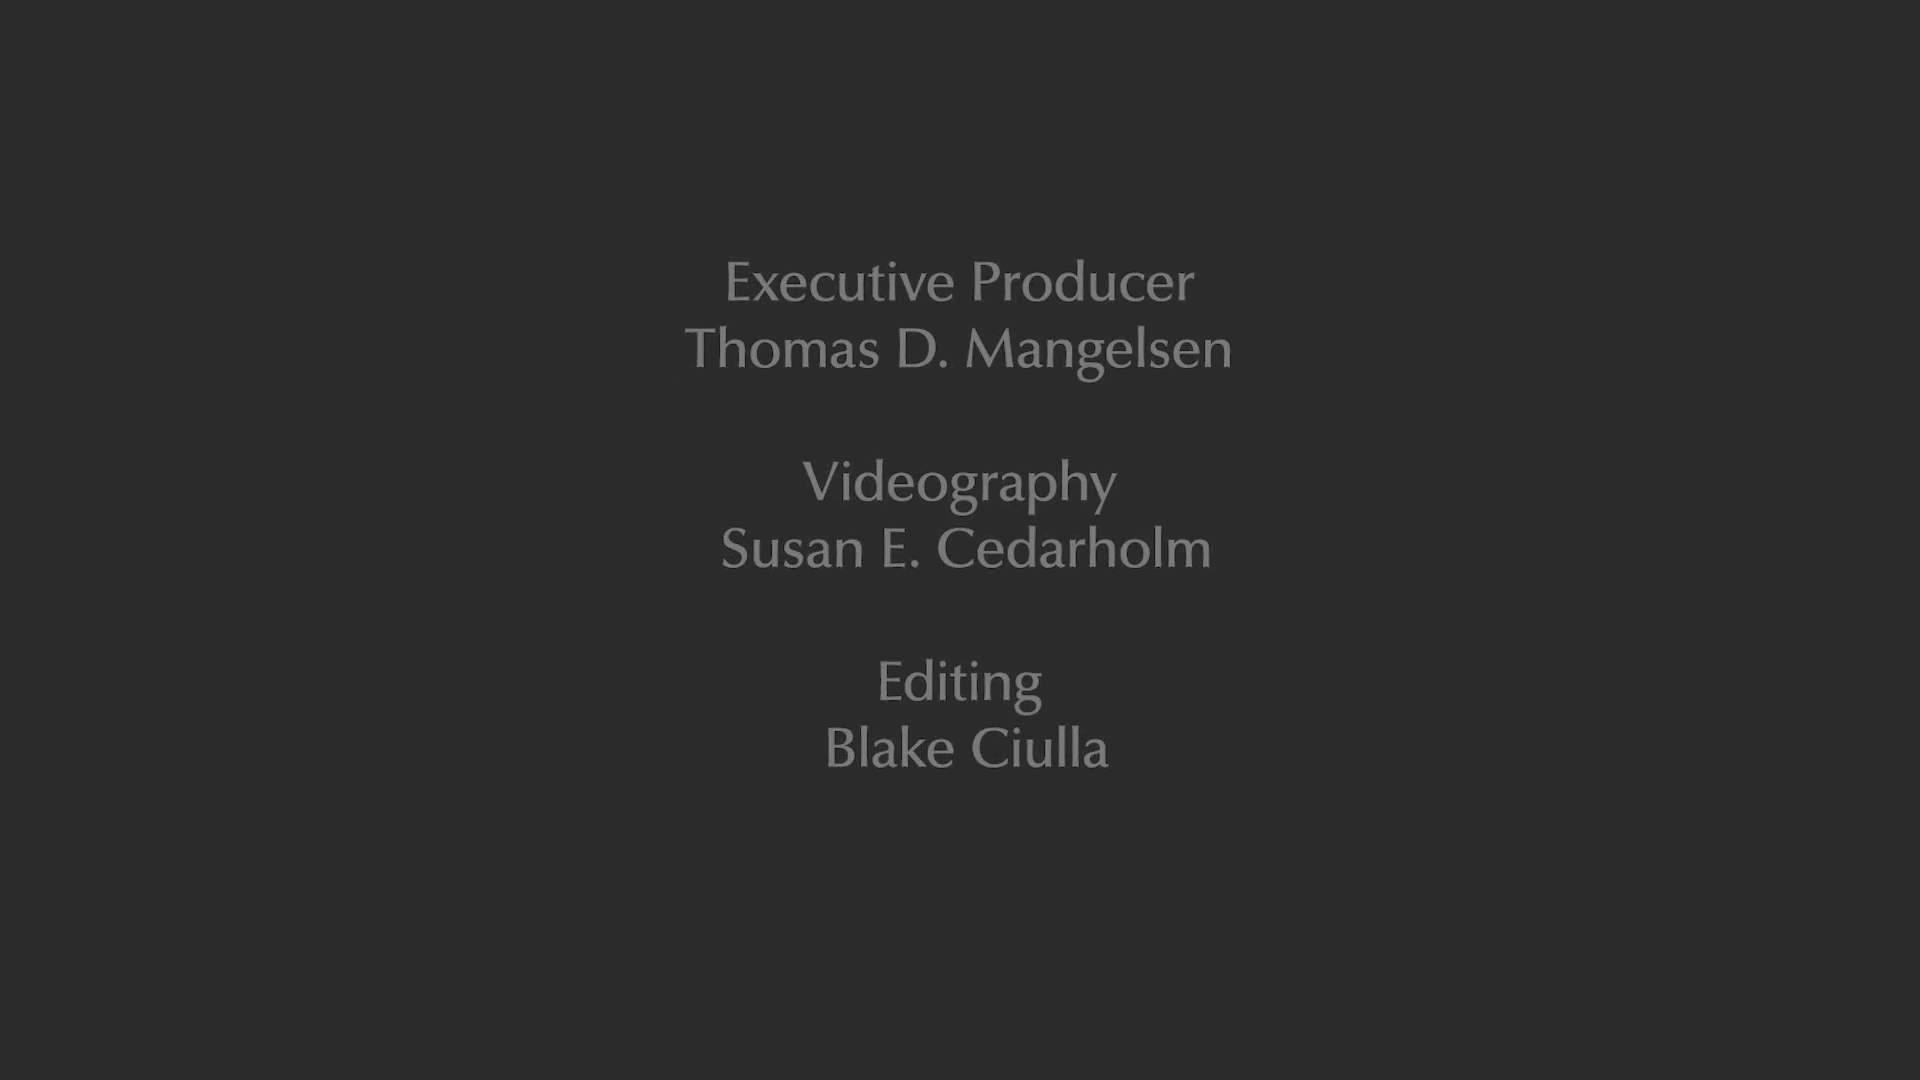 Executive Producer
Thomas D. Mangelsen
Videography
Susan E. Cedarholm
Editing
Blake Ciulla